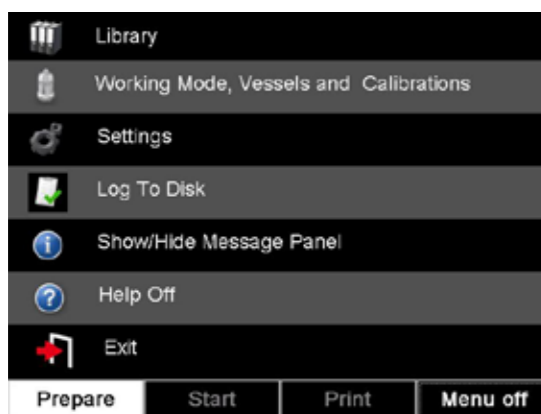 Library
Working Mode, Vessels and Calibrations
Settings
Log To Disk
Show/Hide Message Panel
Help Off
Exit
Prepare Start Print Menu off